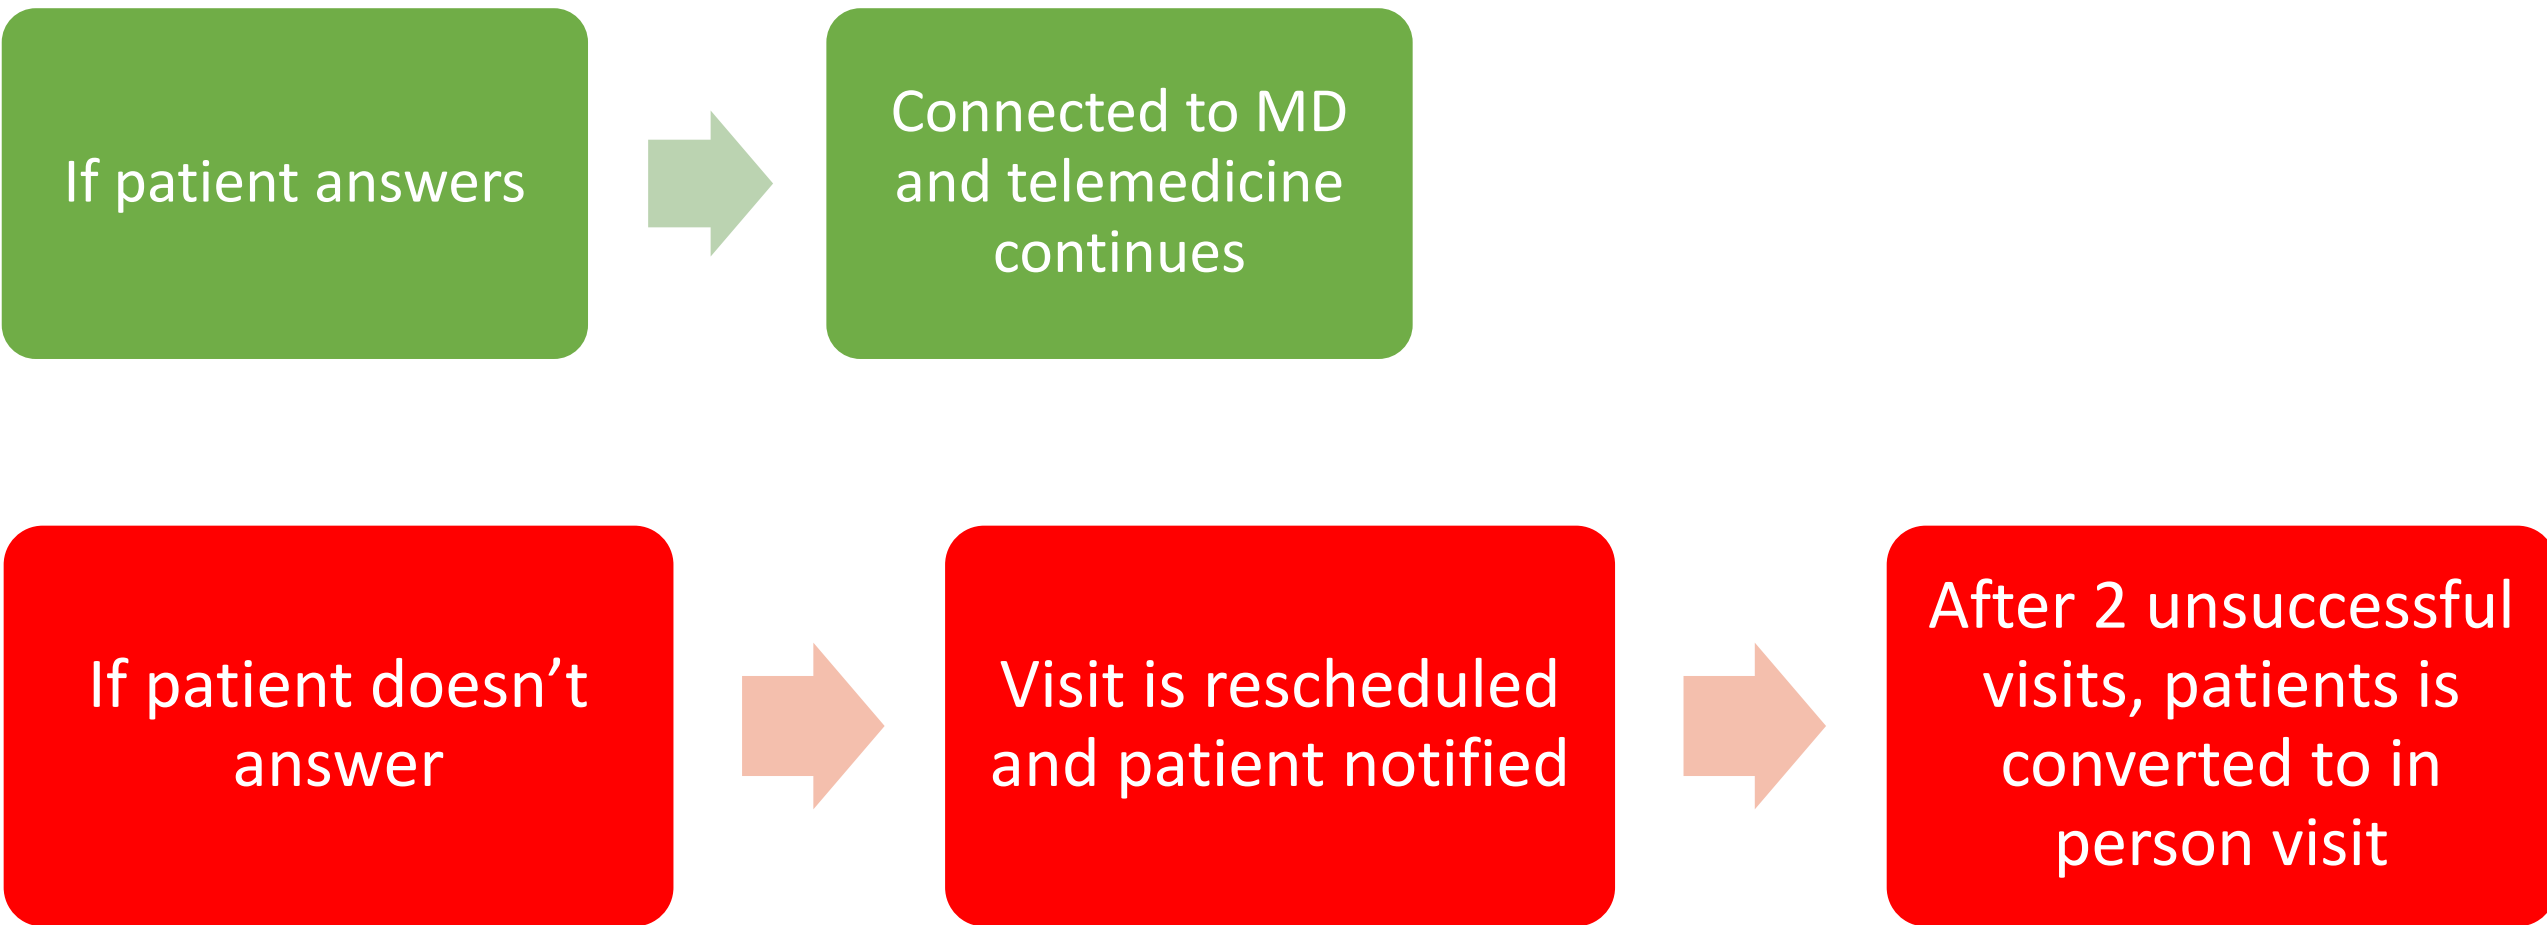 If patient answers
Connected to MD
and telemedicine
continues
If patient doesn’t
answer
Visit is rescheduled
and patient notified
After 2 unsuccessful
visits, patients is
converted to in
person visit